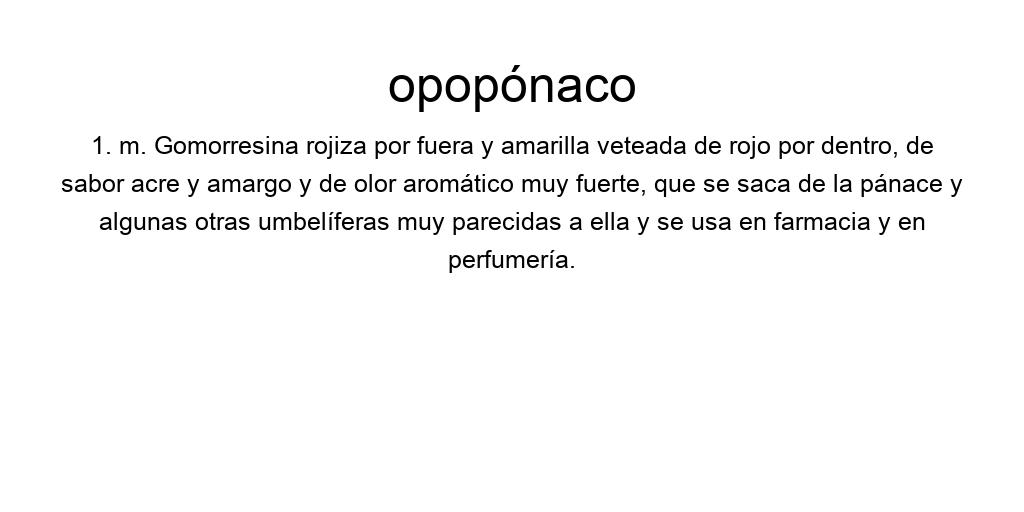 opopónaco
1. m. Gomorresina rojiza por fuera y amarilla veteada de rojo por dentro, de
sabor acre y amargo y de olor aromático muy fuerte, que se saca de la pánace y
algunas otras umbelíferas muy parecidas a ella y se usa en farmacia y en
perfumería.